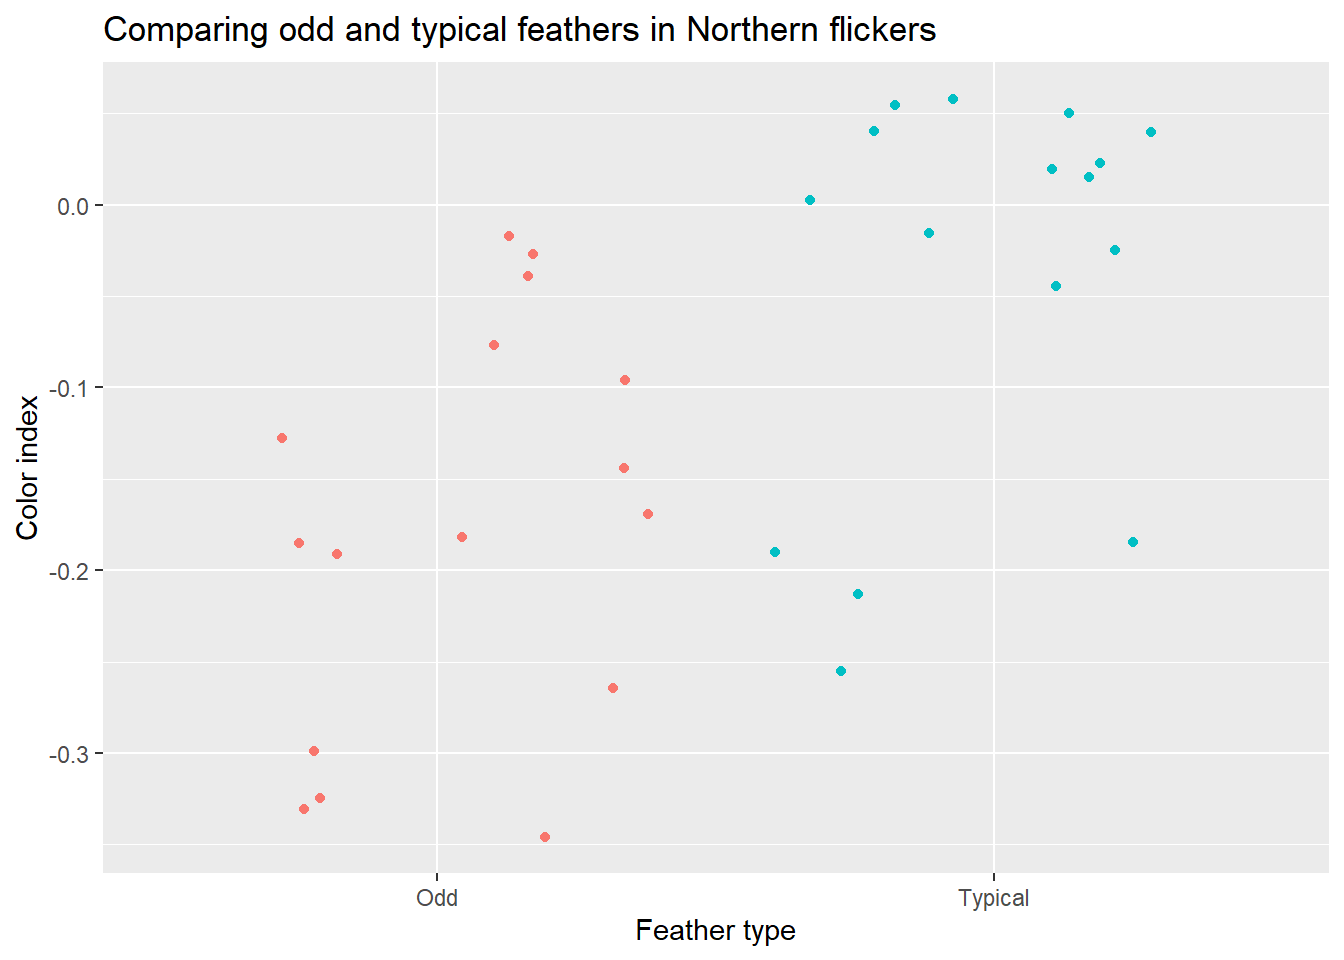 Comparing odd and typical feathers in Northern flickers
Color index
0.0
-0.1
-0.2
-0.3
Odd
Typical
Feather type